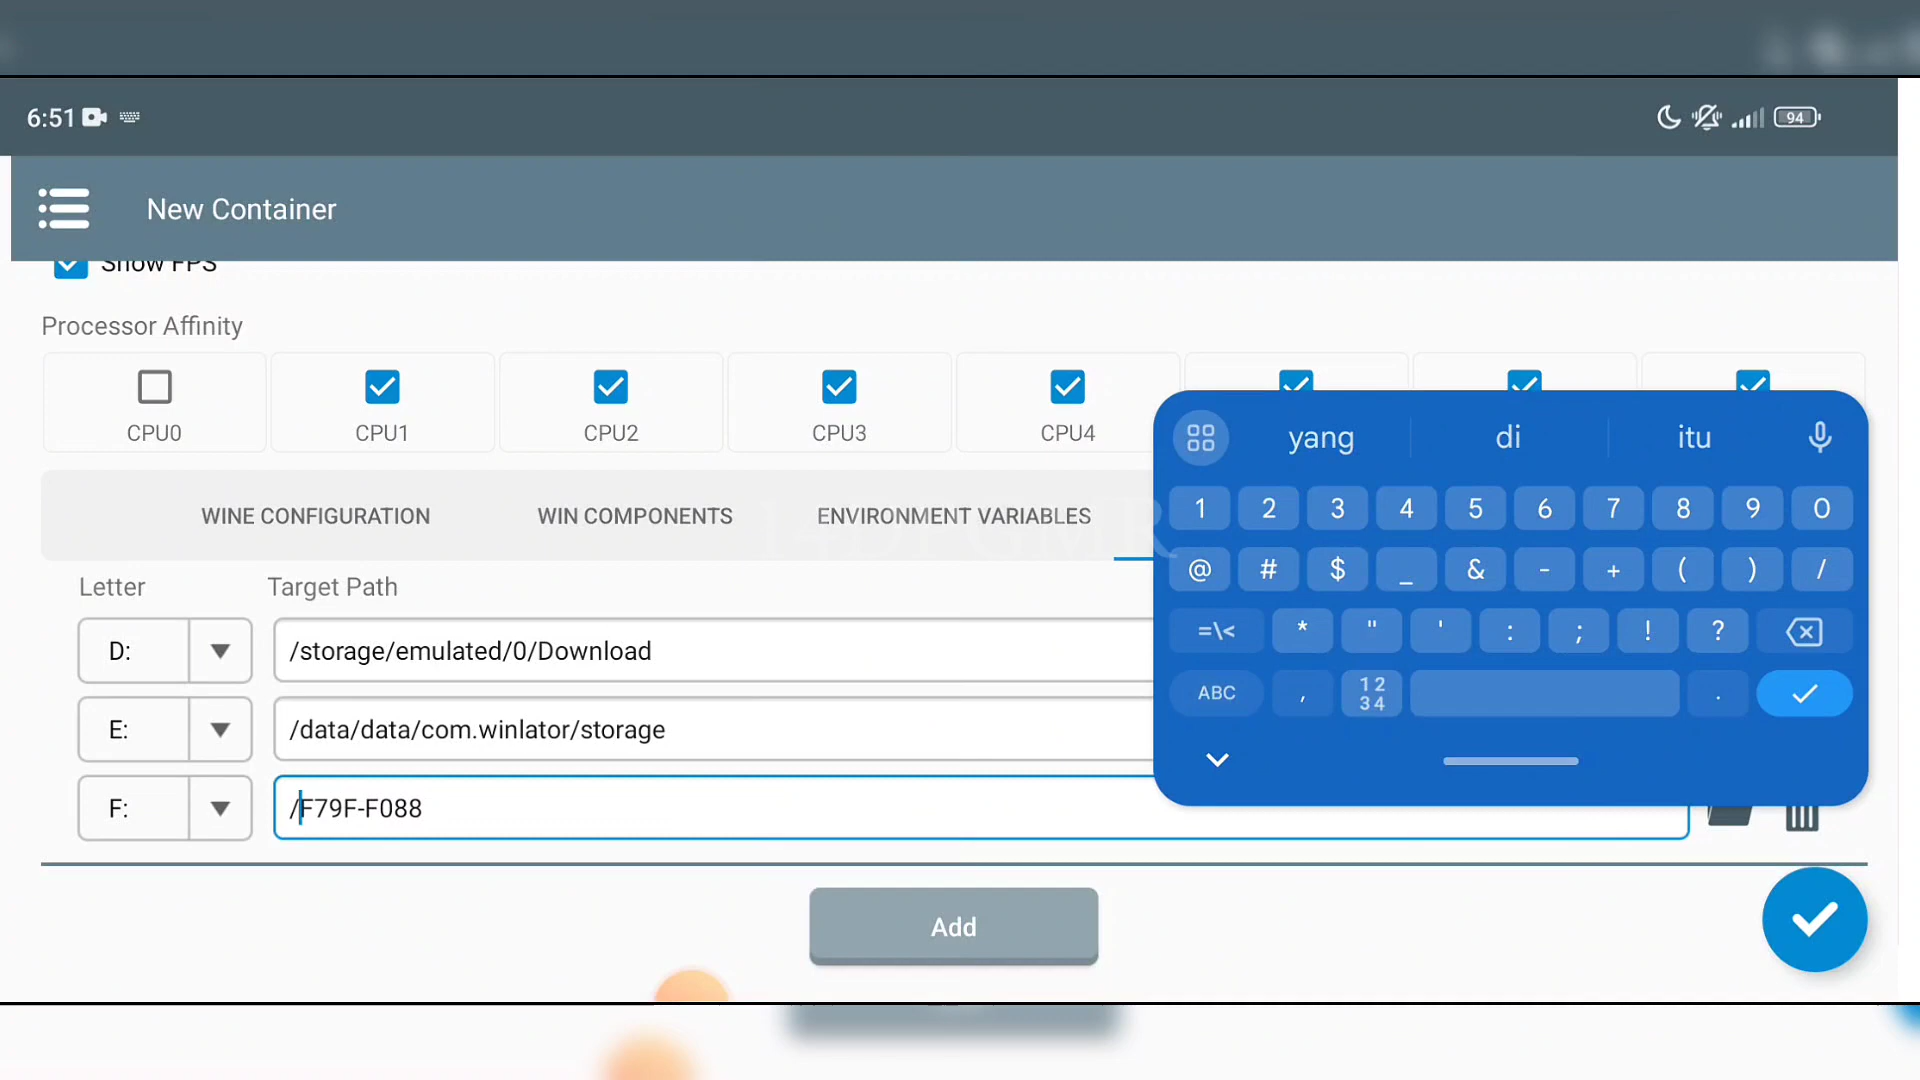 6:51
94
New Container
Show FPS
Processor Affinity
CPU0 CPU1 CPU2 CPU3 CPU4
WINE CONFIGURATION WIN COMPONENTS ENVIRONMENT VARIABLES
14DPGMR
Letter Target Path
D: /storage/emulated/0/Download
E: /data/data/com.winlator/storage
F: /F79F-F088
Add
yang di itu
1 2 3 4 5 6 7 8 9 0
@ # $ _ & - + ( ) /
=\< * " ' : ; ! ?
ABC , 12 34 .